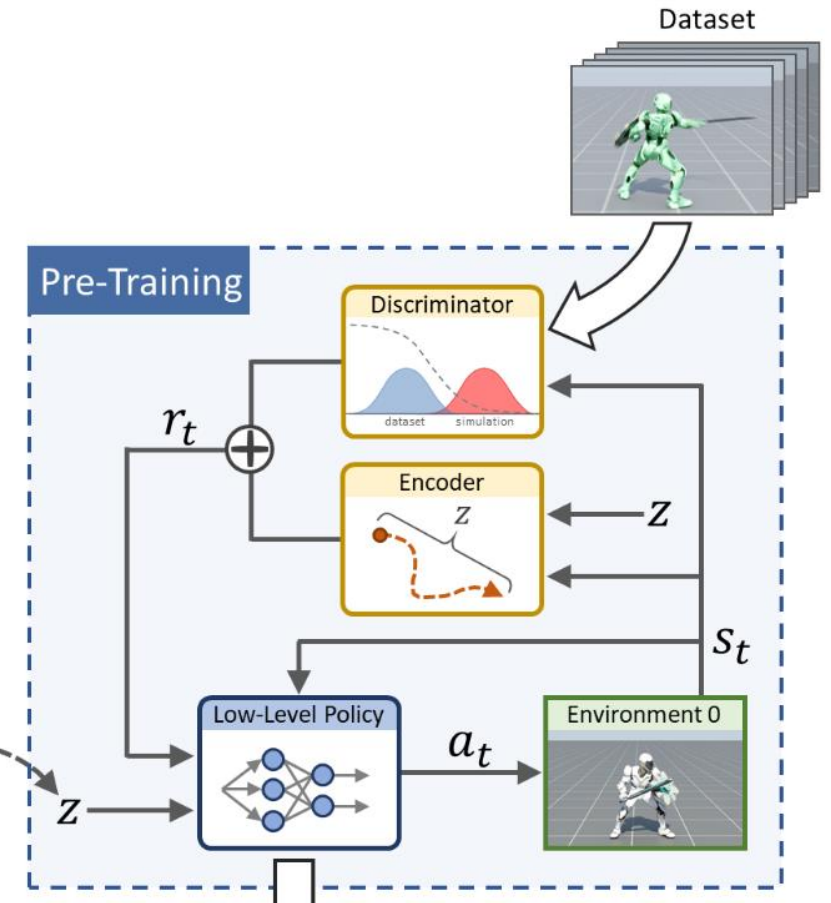 Dataset
Pre-Training
Discriminator
dataset simulation
r_t
+
Encoder
z
z
s_t
Low-Level Policy
a_t
Environment 0
z